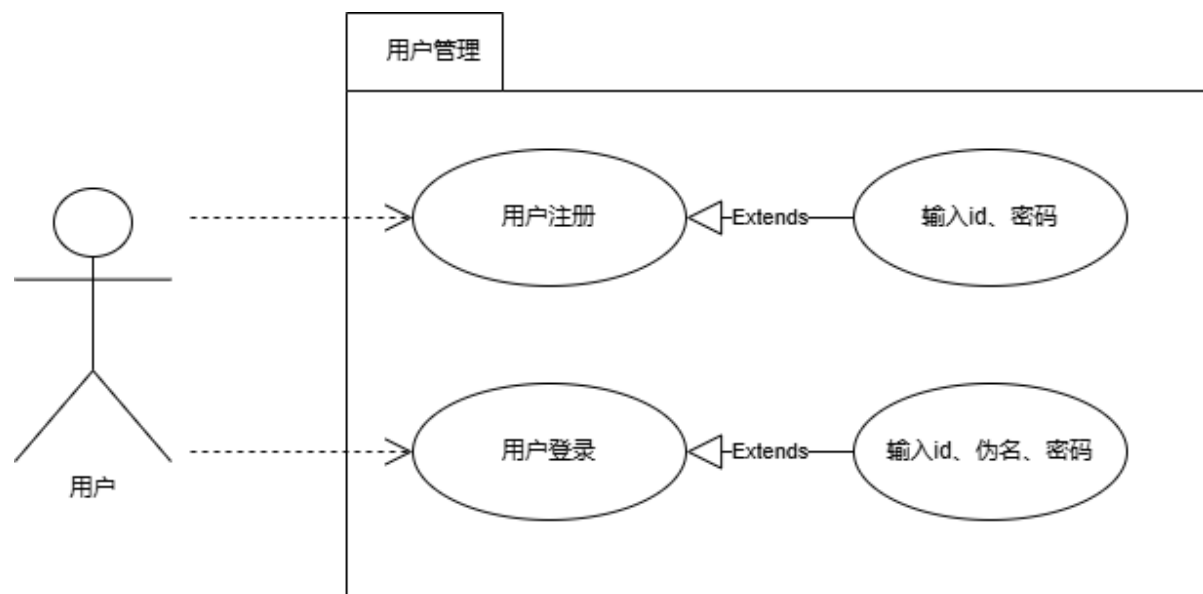 用户管理
用户注册
Extends
输入id、密码
用户登录
Extends
输入id、伪名、密码
用户